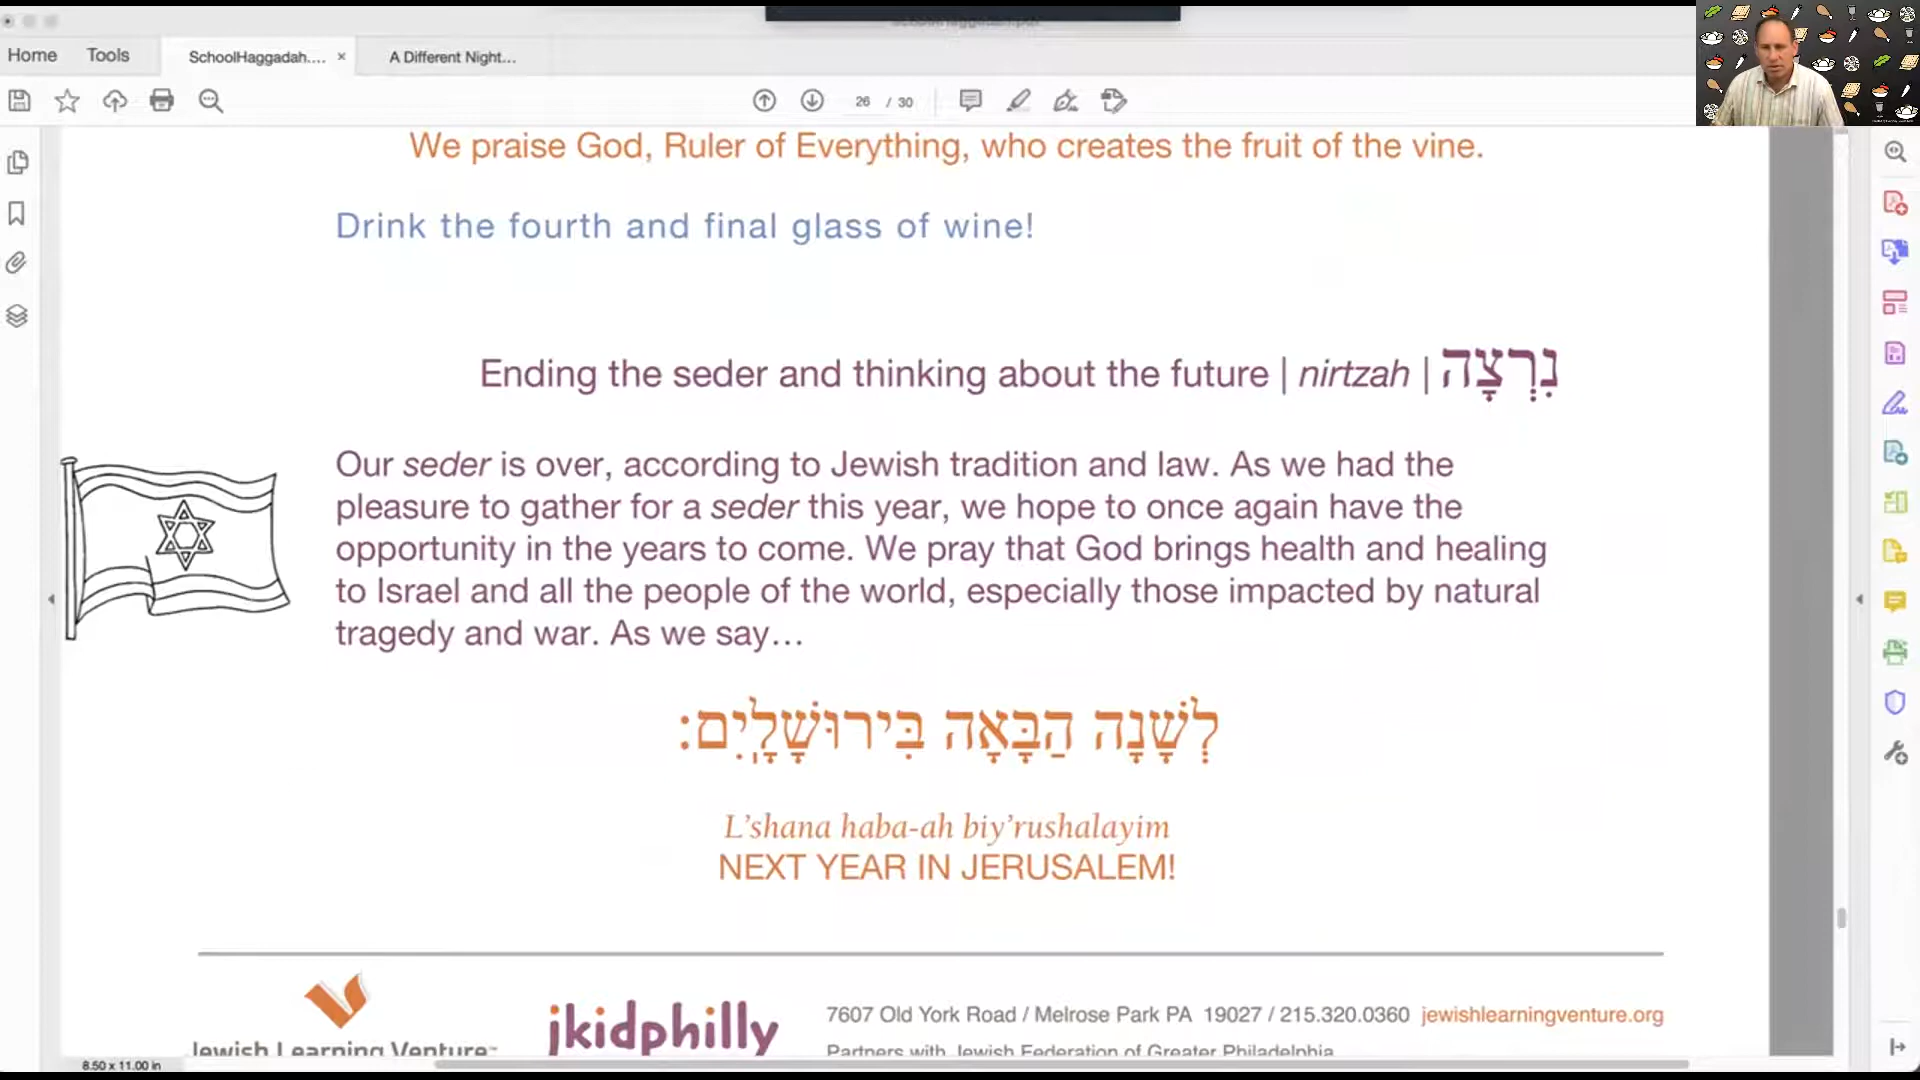 Home
Tools
SchoolHaggadah....
×
A Different Night...
26 / 30
We praise God, Ruler of Everything, who creates the fruit of the vine.
Drink the fourth and final glass of wine!
Ending the seder and thinking about the future | nirtzah | נִרְצָה
Our seder is over, according to Jewish tradition and law. As we had the
pleasure to gather for a seder this year, we hope to once again have the
opportunity in the years to come. We pray that God brings health and healing
to Israel and all the people of the world, especially those impacted by natural
tragedy and war. As we say…
לְשָׁנָה הַבָּאָה בִּירוּשָׁלָֽיִם:
L’shana haba-ah biy’rushalayim
NEXT YEAR IN JERUSALEM!
Jewish Learning Venture™
jkidphilly
7607 Old York Road / Melrose Park PA 19027 / 215.320.0360 jewishlearningventure.org
Partners with Jewish Federation of Greater Philadelphia
8.50 x 11.00 in